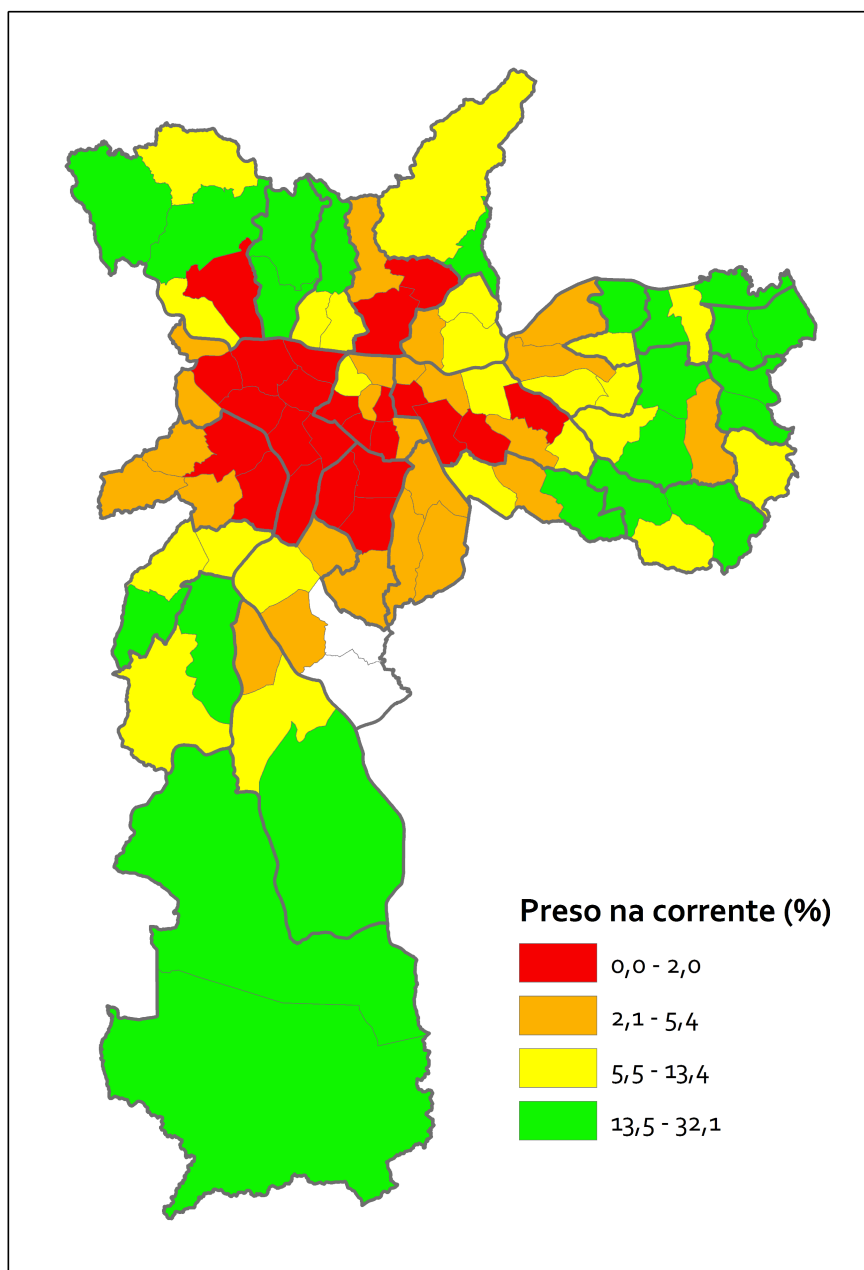 Preso na corrente (%)
0,0 - 2,0
2,1 - 5,4
5,5 - 13,4
13,5 - 32,1